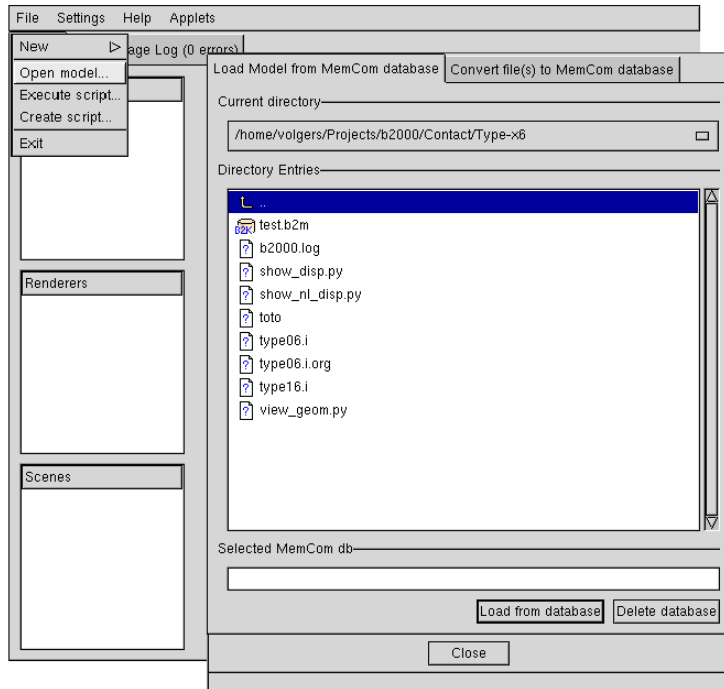 File Settings Help Applets
New
age Log (0 errors)
Open model...
Execute script...
Create script...
Exit
Renderers
Scenes
Load Model from MemCom database
Convert file(s) to MemCom database
Current directory
/home/volgers/Projects/b2000/Contact/Type-x6
Directory Entries
..
B2K test.b2m
? b2000.log
? show_disp.py
? show_nl_disp.py
? toto
? type06.i
? type06.i.org
? type16.i
? view_geom.py
Selected MemCom db
Load from database Delete database
Close